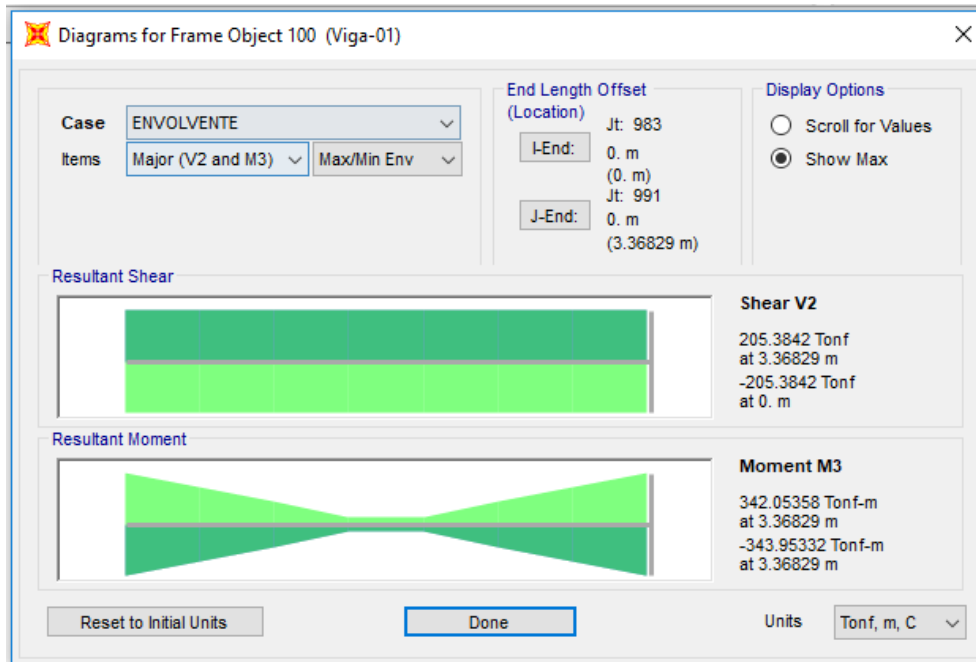 Diagrams for Frame Object 100 (Viga-01)
Case
ENVOLVENTE
Items
Major (V2 and M3)
Max/Min Env
End Length Offset
(Location)
I-End:
Jt: 983
0. m
(0. m)
J-End:
Jt: 991
0. m
(3.36829 m)
Display Options
Scroll for Values
Show Max
Resultant Shear
Shear V2
205.3842 Tonf
at 3.36829 m
-205.3842 Tonf
at 0. m
Resultant Moment
Moment M3
342.05358 Tonf-m
at 3.36829 m
-343.95332 Tonf-m
at 3.36829 m
Reset to Initial Units
Done
Units
Tonf, m, C